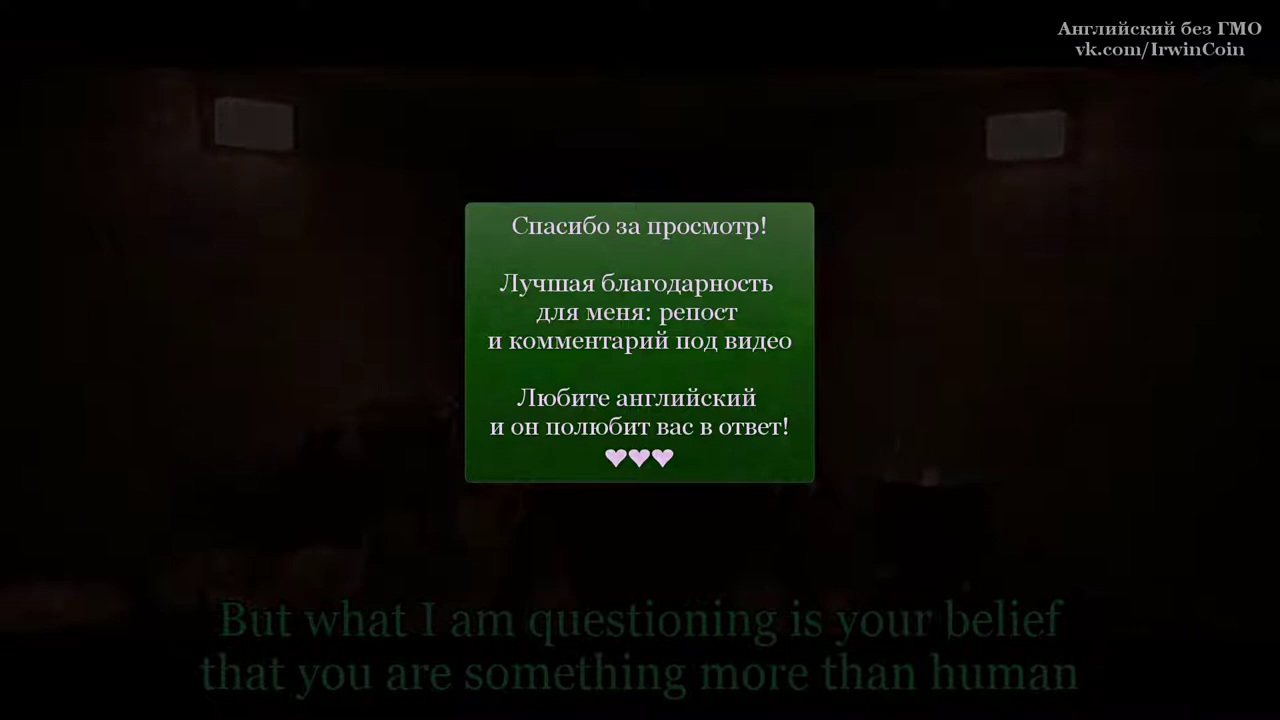 Английский без ГМО
vk.com/IrwinCoin
Спасибо за просмотр!
Лучшая благодарность
для меня: репост
и комментарий под видео
Любите английский
и он полюбит вас в ответ!
But what I am questioning is your belief
that you are something more than human